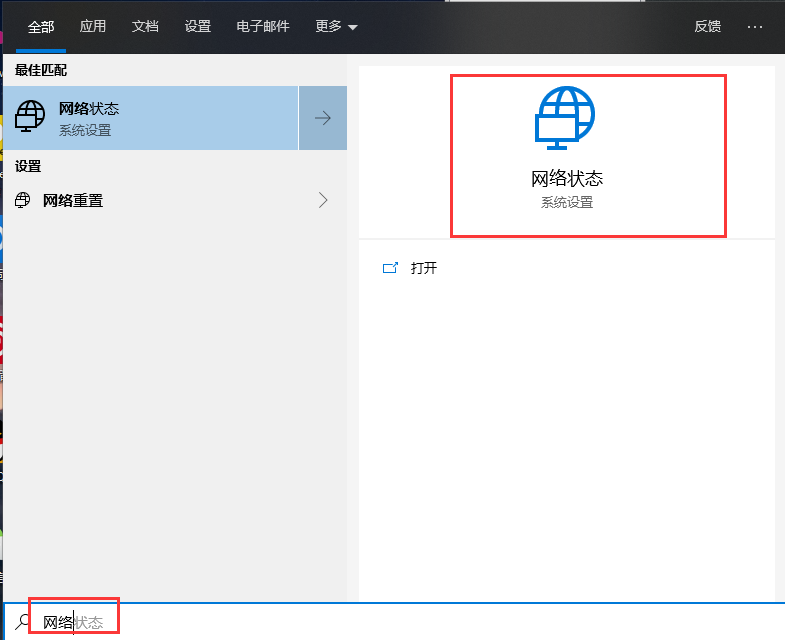 全部 应用 文档 设置 电子邮件 更多 反馈 ···
最佳匹配
网络状态
系统设置
设置
网络重置
网络状态
系统设置
打开
网络状态